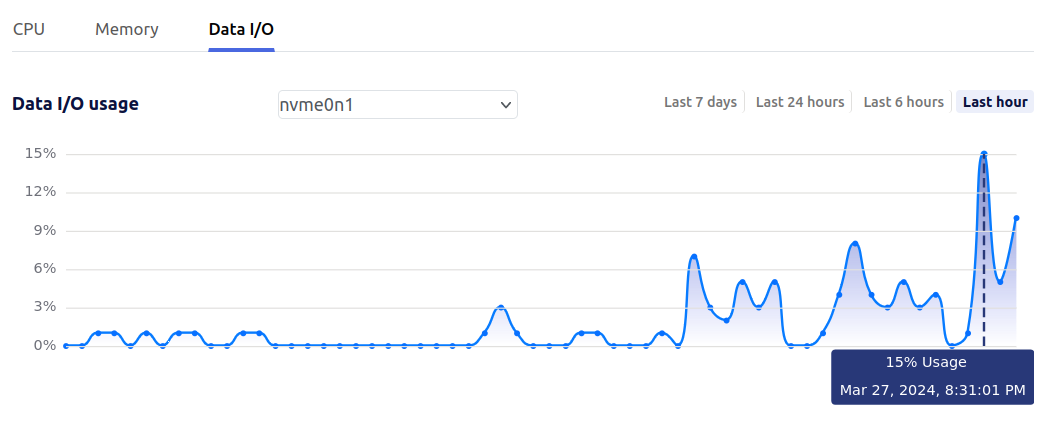 CPU Memory Data I/O
Data I/O usage nvme0n1 Last 7 days Last 24 hours Last 6 hours Last hour
15%
12%
9%
6%
3%
0%
15% Usage
Mar 27, 2024, 8:31:01 PM